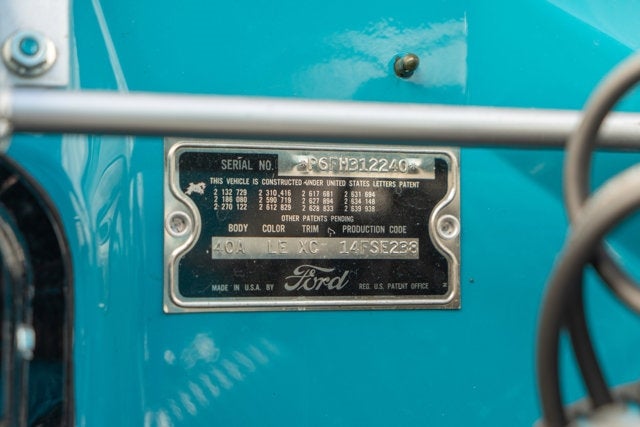 SERIAL NO. *P6FH312240*
THIS VEHICLE IS CONSTRUCTED UNDER UNITED STATES LETTERS PATENT
2 132 729 2 310,416 2 617 681 2 631 694
2 186 080 2 590 719 2 627 894 2 634 148
2 270 122 2 612 829 2 628 833 2 639 938
OTHER PATENTS PENDING
BODY COLOR TRIM PRODUCTION CODE
40A LE XC 14FSE238
MADE IN U.S.A. BY Ford REG. U.S. PATENT OFFICE